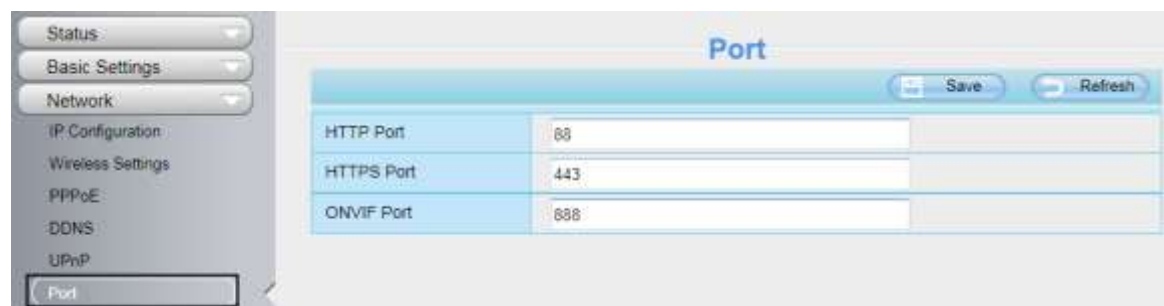 Status
Basic Settings
Network
IP Configuration
Wireless Settings
PPPoE
DDNS
UPnP
Port
Port
Save Refresh
HTTP Port 88
HTTPS Port 443
ONVIF Port 888